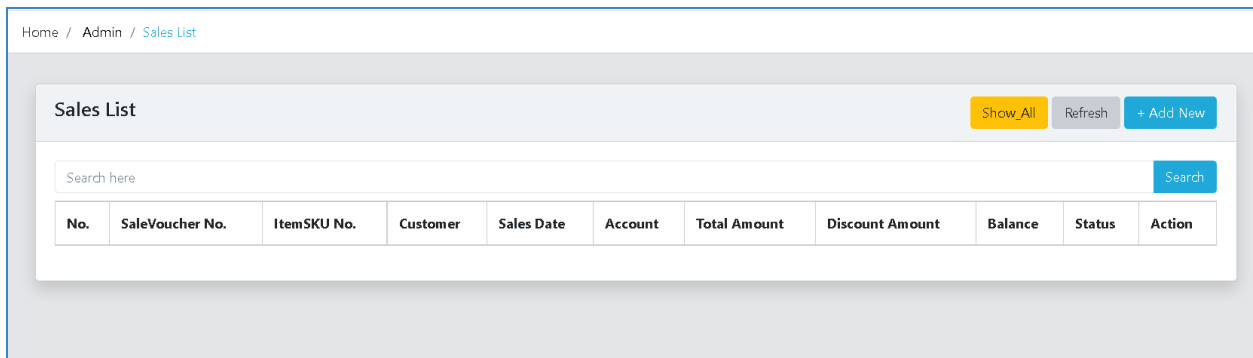 Home / Admin / Sales List
Sales List
Show_All Refresh + Add New
Search here Search
No. SaleVoucher No. ItemSKU No. Customer Sales Date Account Total Amount Discount Amount Balance Status Action